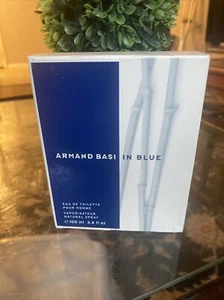 ARMAND BASI IN BLUE
EAU DE TOILETTE
POUR HOMME
VAPORISATEUR
NATURAL SPRAY
100 ml 3.4 fl oz